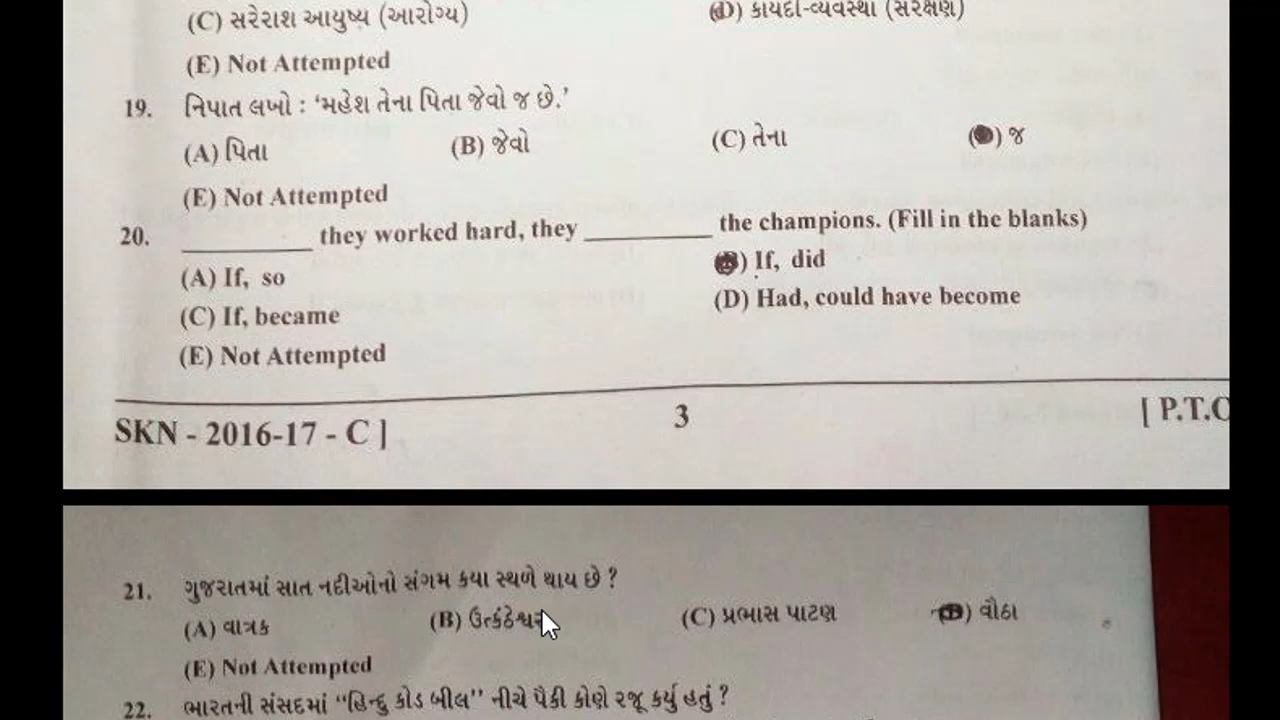 (C) સરેરાશ આયુષ્ય (આરોગ્ય) (D) કાયદા-વ્યવસ્થા (સંરક્ષણ)
(E) Not Attempted
19. નિપાત લખો : ‘મહેશ તેના પિતા જેવો જ છે.’
(A) પિતા (B) જેવો (C) તેના (D) જ
(E) Not Attempted
20. __________ they worked hard, they __________ the champions. (Fill in the blanks)
(A) If, so (B) If, did
(C) If, became (D) Had, could have become
(E) Not Attempted
SKN - 2016-17 - C ] 3 [ P.T.O
21. ગુજરાતમાં સાત નદીઓનો સંગમ કયા સ્થળે થાય છે ?
(A) વાત્રક (B) ઉત્કંઠેશ્વર (C) પ્રભાસ પાટણ (D) વૌઠા
(E) Not Attempted
22. ભારતની સંસદમાં “હિન્દુ કોડ બીલ” નીચે પૈકી કોણે રજૂ કર્યુ હતું ?